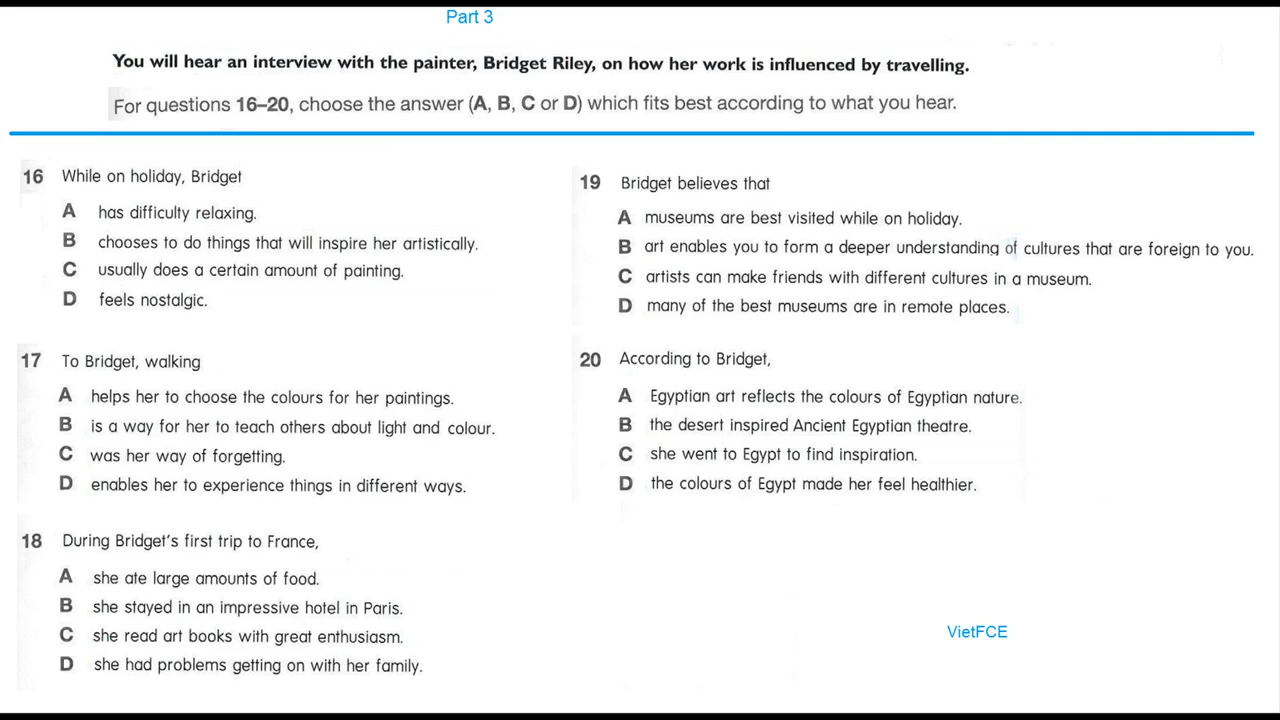 Part 3
You will hear an interview with the painter, Bridget Riley, on how her work is influenced by travelling.
For questions 16–20, choose the answer (A, B, C or D) which fits best according to what you hear.
16 While on holiday, Bridget
A has difficulty relaxing.
B chooses to do things that will inspire her artistically.
C usually does a certain amount of painting.
D feels nostalgic.
17 To Bridget, walking
A helps her to choose the colours for her paintings.
B is a way for her to teach others about light and colour.
C was her way of forgetting.
D enables her to experience things in different ways.
18 During Bridget's first trip to France,
A she ate large amounts of food.
B she stayed in an impressive hotel in Paris.
C she read art books with great enthusiasm.
D she had problems getting on with her family.
19 Bridget believes that
A museums are best visited while on holiday.
B art enables you to form a deeper understanding of cultures that are foreign to you.
C artists can make friends with different cultures in a museum.
D many of the best museums are in remote places.
20 According to Bridget,
A Egyptian art reflects the colours of Egyptian nature.
B the desert inspired Ancient Egyptian theatre.
C she went to Egypt to find inspiration.
D the colours of Egypt made her feel healthier.
VietFCE